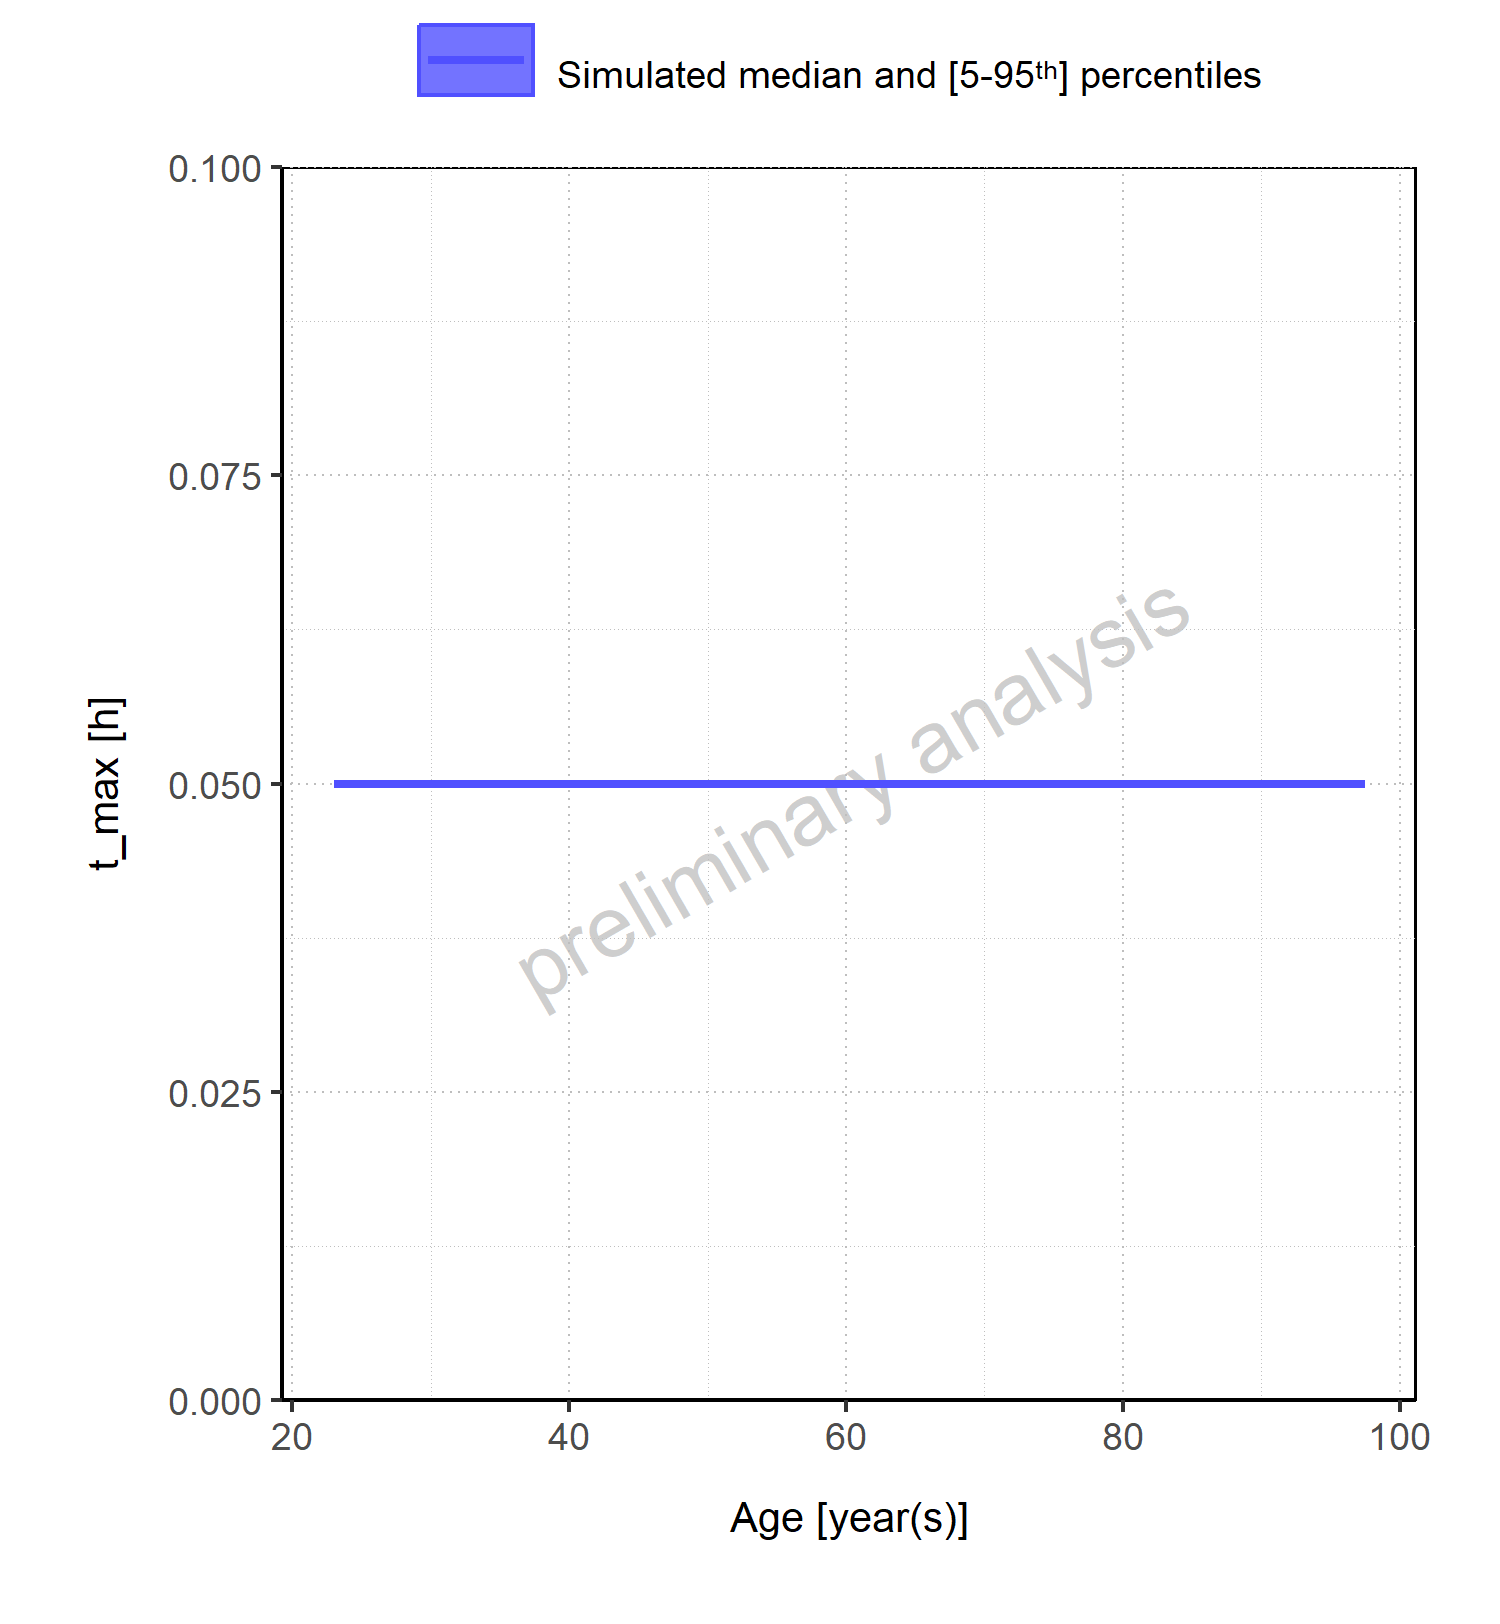 Simulated median and [5-95th] percentiles
0.100
0.075
0.050
0.025
0.000
t_max [h]
preliminary analysis
20 40 60 80 100
Age [year(s)]